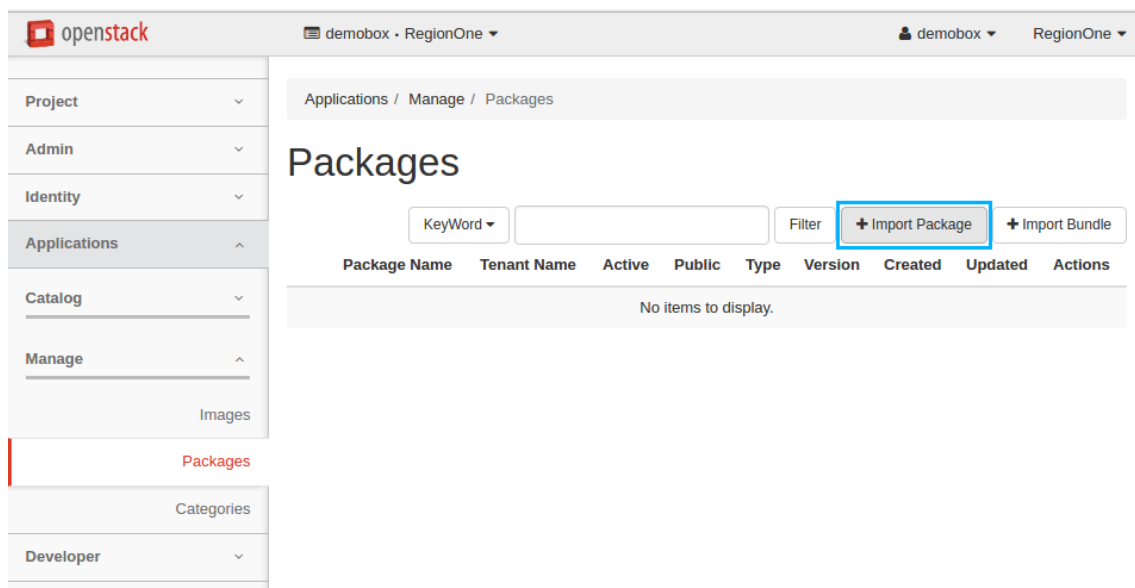 openstack
demobox • RegionOne
demobox
RegionOne
Project
Admin
Identity
Applications
Catalog
Manage
Images
Packages
Categories
Developer
Applications / Manage / Packages
Packages
KeyWord
Filter
+ Import Package
+ Import Bundle
Package Name Tenant Name Active Public Type Version Created Updated Actions
No items to display.